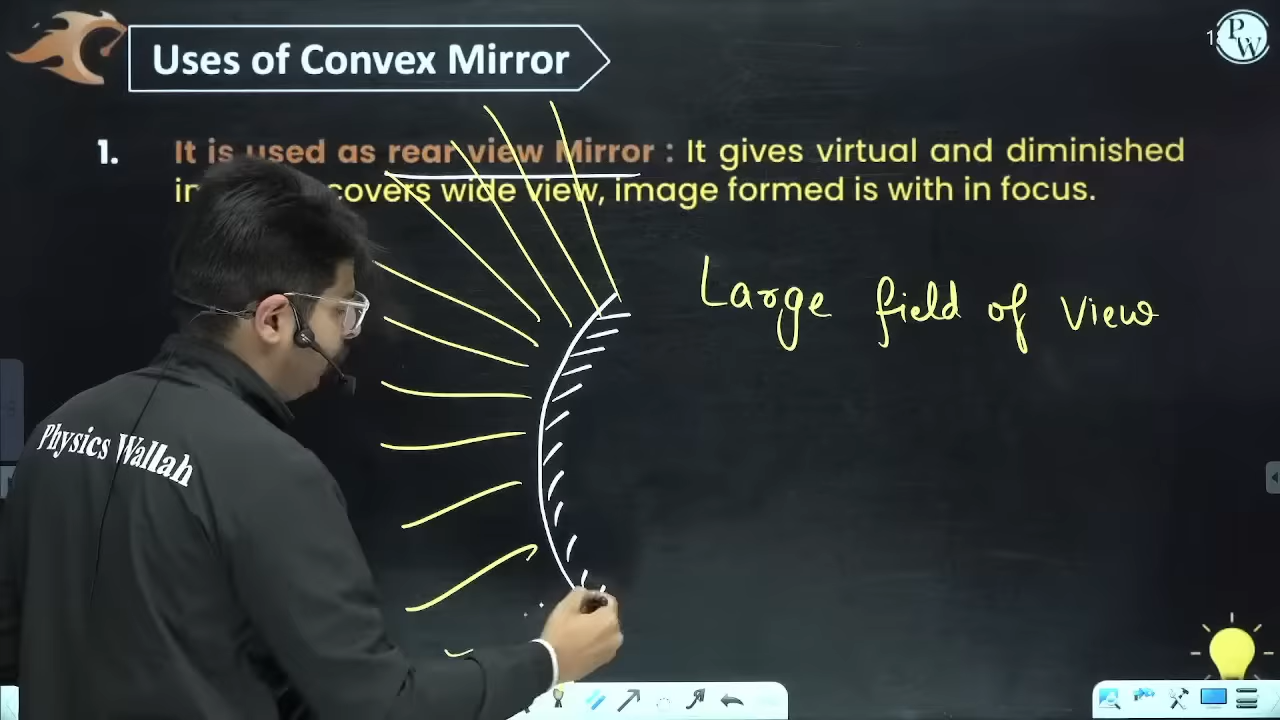 Uses of Convex Mirror
PW
1. It is used as rear view Mirror : It gives virtual and diminished
covers wide view, image formed is with in focus.
Large field of view
Physics Wallah